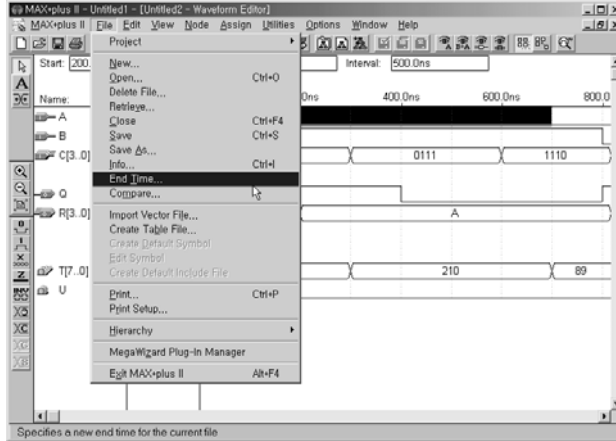 MAX+plus II - Untitled1 - [Untitled2 - Waveform Editor]
MAX+plus II File Edit View Node Assign Utilities Options Window Help
Start: 200. Interval: 500.0ns
Name: 0ns 400.0ns 600.0ns 800.0
A
B
C[3..0] 0111 1110
Q
R[3..0] A
T[7..0] 210 89
U
Project
New...
Open... Ctrl+O
Delete File...
Retrieve...
Close Ctrl+F4
Save Ctrl+S
Save As...
Info... Ctrl+I
End Time...
Compare...
Import Vector File...
Create Table File...
Create Default Symbol
Edit Symbol
Create Default Include File
Print... Ctrl+P
Print Setup...
Hierarchy
MegaWizard Plug-In Manager
Exit MAX+plus II Alt+F4
Specifies a new end time for the current file